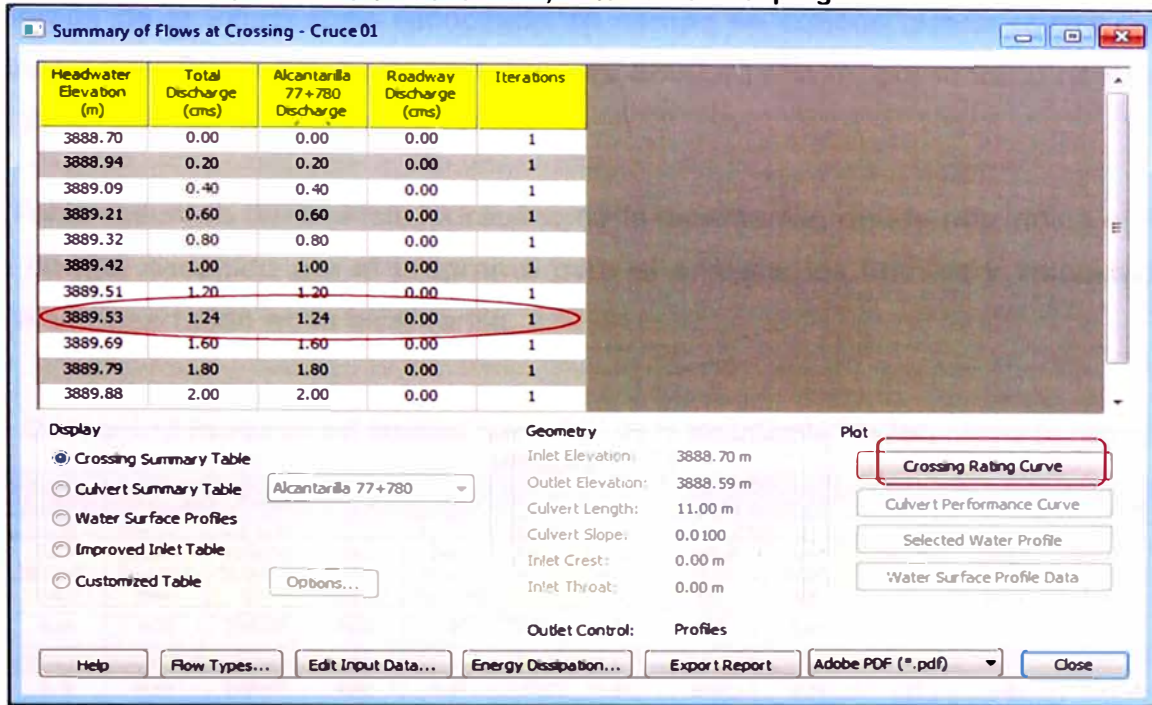 Summary of Flows at Crossing - Cruce 01
Headwater Elevation (m) Total Discharge (cms) Alcantarilla 77+780 Discharge Roadway Discharge (cms) Iterations
3888.70 0.00 0.00 0.00 1
3888.94 0.20 0.20 0.00 1
3889.09 0.40 0.40 0.00 1
3889.21 0.60 0.60 0.00 1
3889.32 0.80 0.80 0.00 1
3889.42 1.00 1.00 0.00 1
3889.51 1.20 1.20 0.00 1
3889.53 1.24 1.24 0.00 1
3889.69 1.60 1.60 0.00 1
3889.79 1.80 1.80 0.00 1
3889.88 2.00 2.00 0.00 1
Display
Crossing Summary Table
Culvert Summary Table Alcantarilla 77+780
Water Surface Profiles
Improved Inlet Table
Customized Table Options...
Geometry
Inlet Elevation: 3888.70 m
Outlet Elevation: 3888.59 m
Culvert Length: 11.00 m
Culvert Slope: 0.0100
Inlet Crest: 0.00 m
Inlet Throat: 0.00 m
Outlet Control: Profiles
Plot
Crossing Rating Curve
Culvert Performance Curve
Selected Water Profile
Water Surface Profile Data
Help Flow Types... Edit Input Data... Energy Dissipation... Export Report Adobe PDF (*.pdf) Close